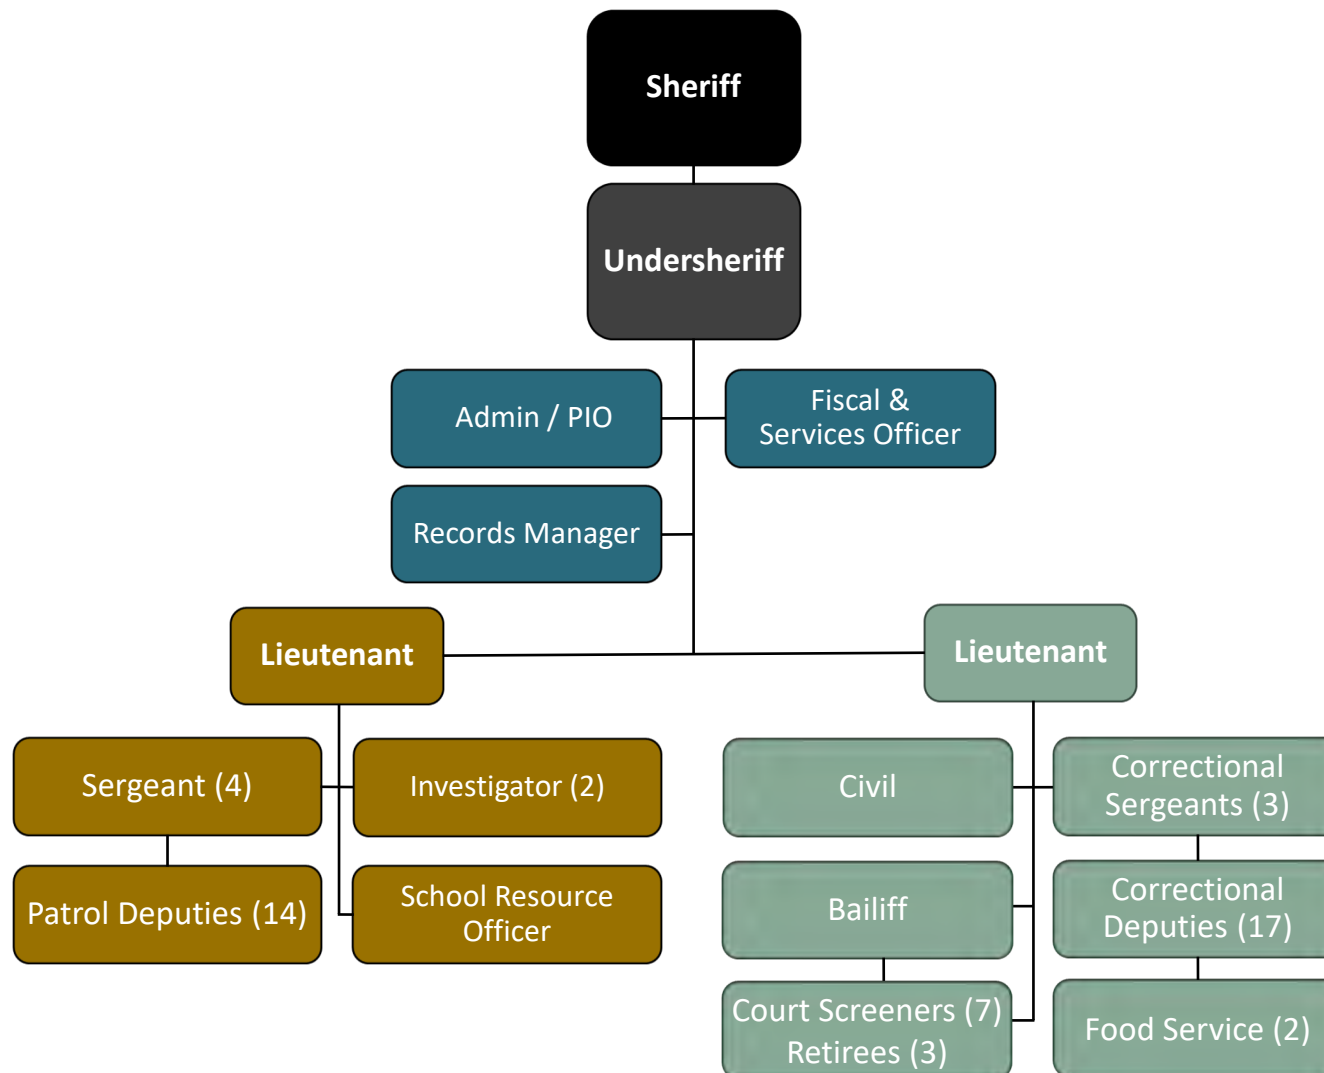 Sheriff
Undersheriff
Admin / PIO
Fiscal &
Services Officer
Records Manager
Lieutenant
Lieutenant
Sergeant (4)
Investigator (2)
Patrol Deputies (14)
School Resource
Officer
Civil
Correctional
Sergeants (3)
Bailiff
Correctional
Deputies (17)
Court Screeners (7)
Retirees (3)
Food Service (2)